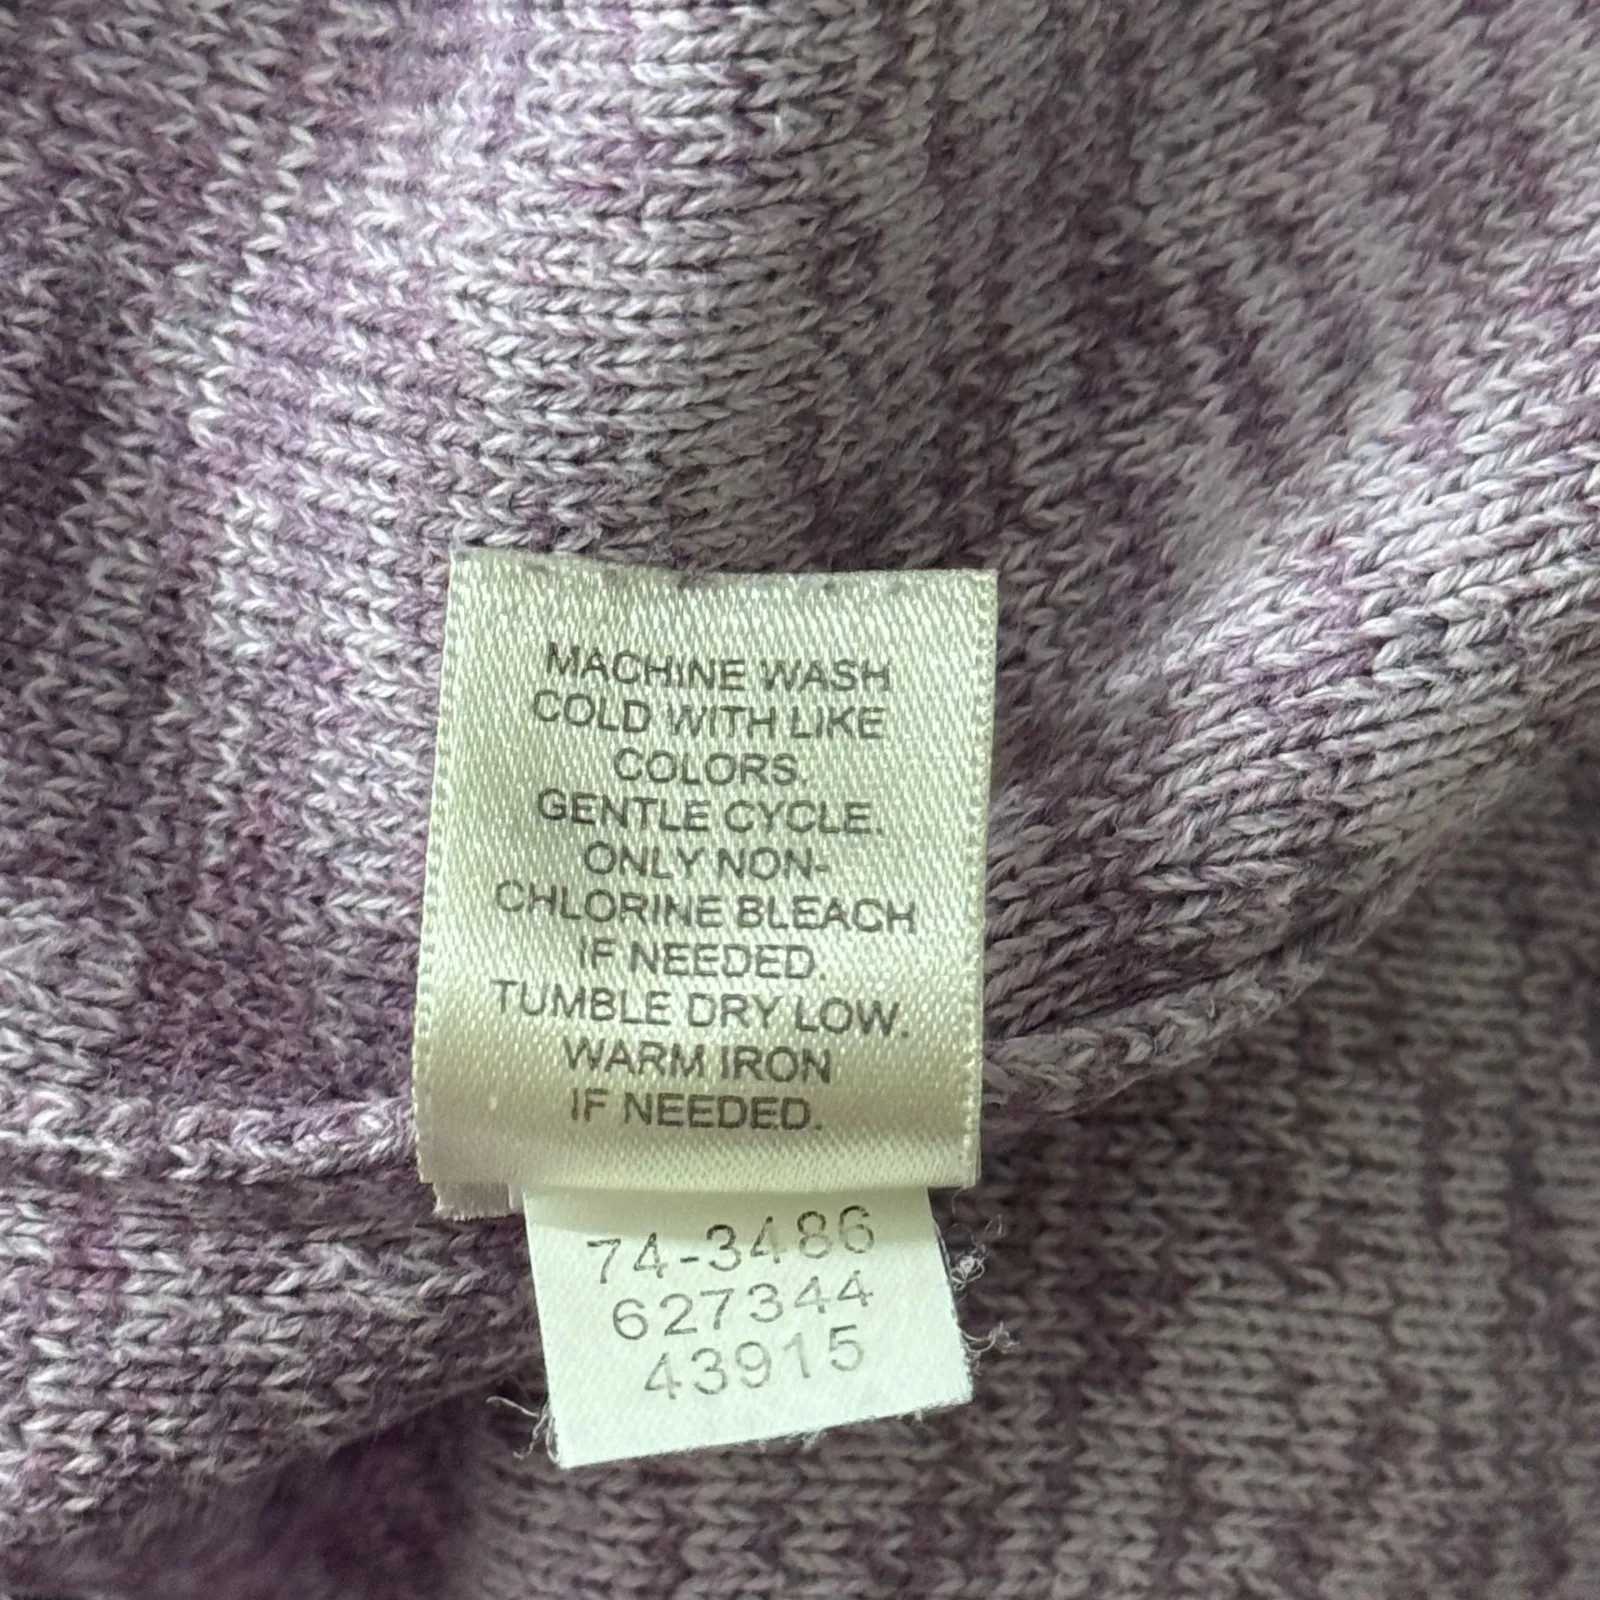 MACHINE WASH
COLD WITH LIKE
COLORS.
GENTLE CYCLE.
ONLY NON-
CHLORINE BLEACH
IF NEEDED.
TUMBLE DRY LOW.
WARM IRON
IF NEEDED.
74-3486
627344
43915